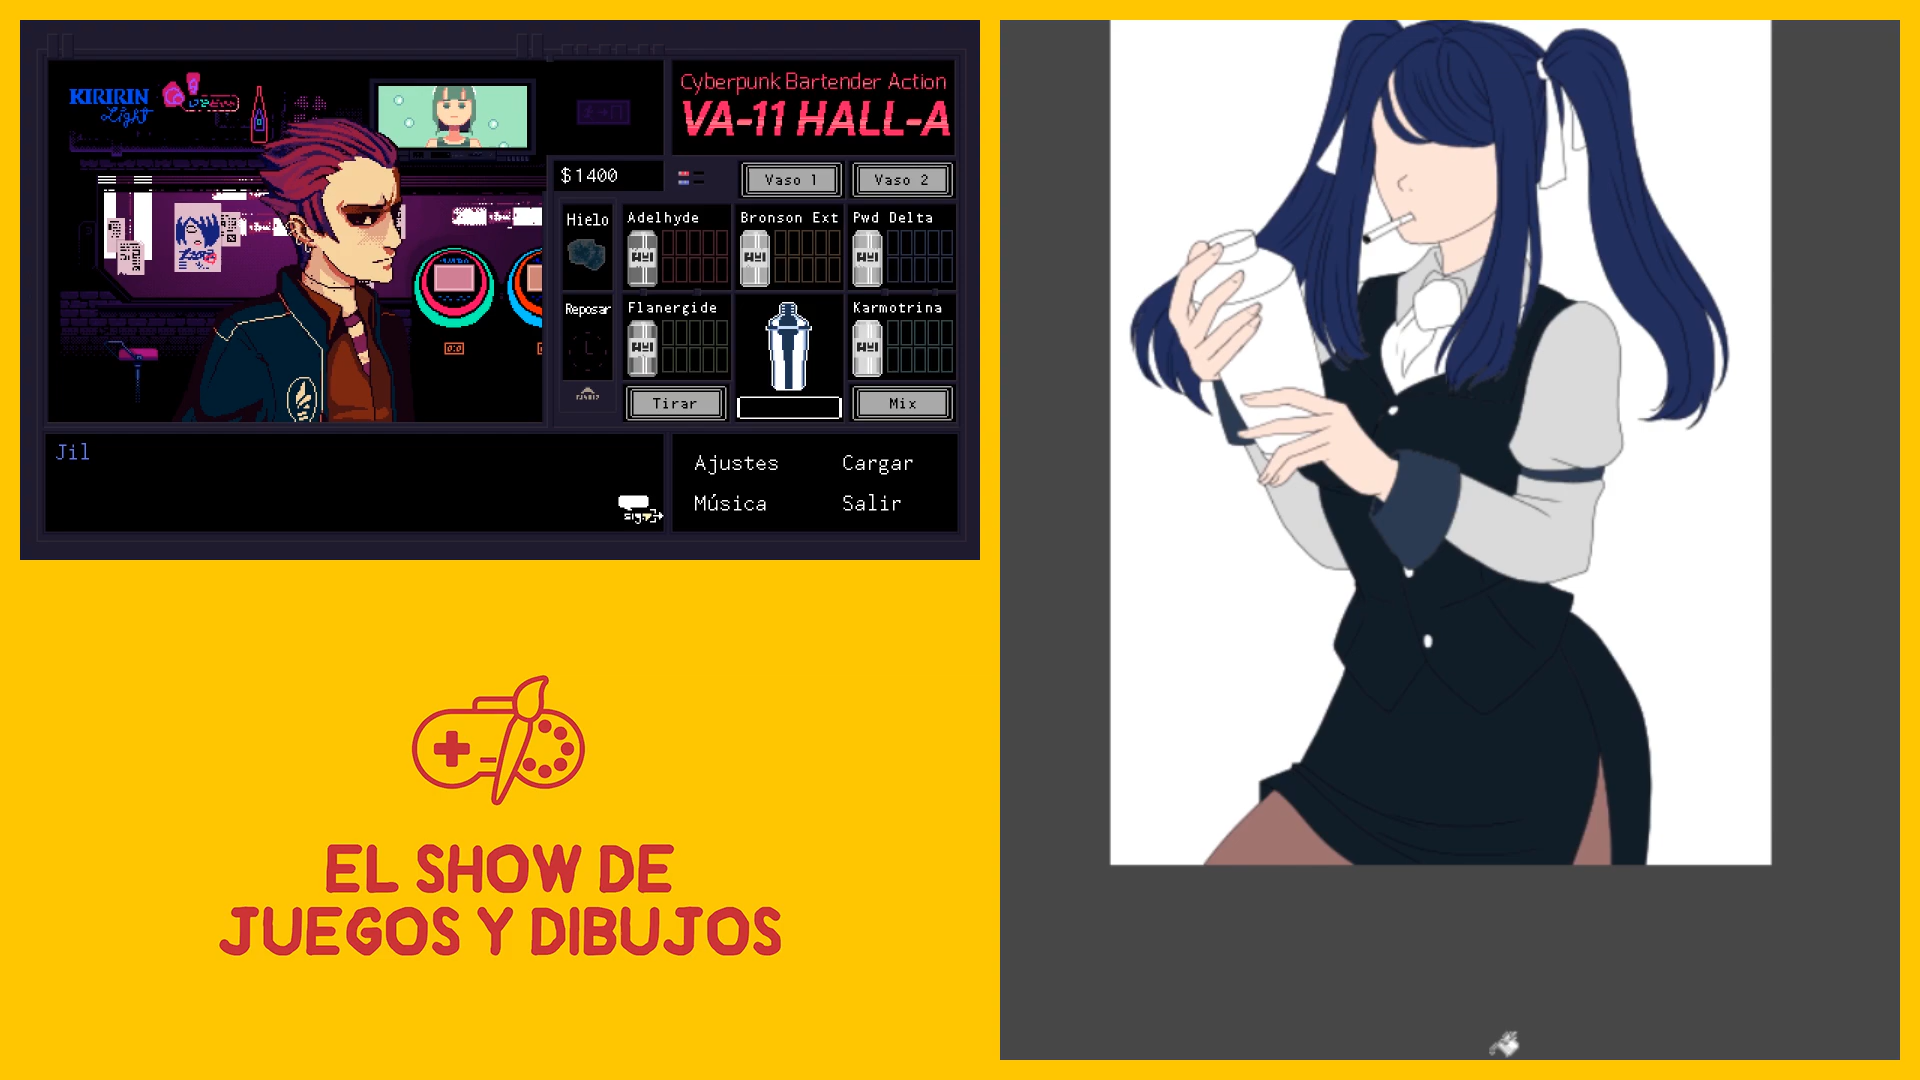 KIRIRIN
Light
Cyberpunk Bartender Action
VA-11 HALL-A
$1400
Vaso 1
Vaso 2
Hielo
Adelhyde
Bronson Ext
Pwd Delta
Reposar
Flanergide
Karmotrina
Tirar
Mix
Jil
Ajustes
Cargar
Música
Salir
EL SHOW DE
JUEGOS Y DIBUJOS